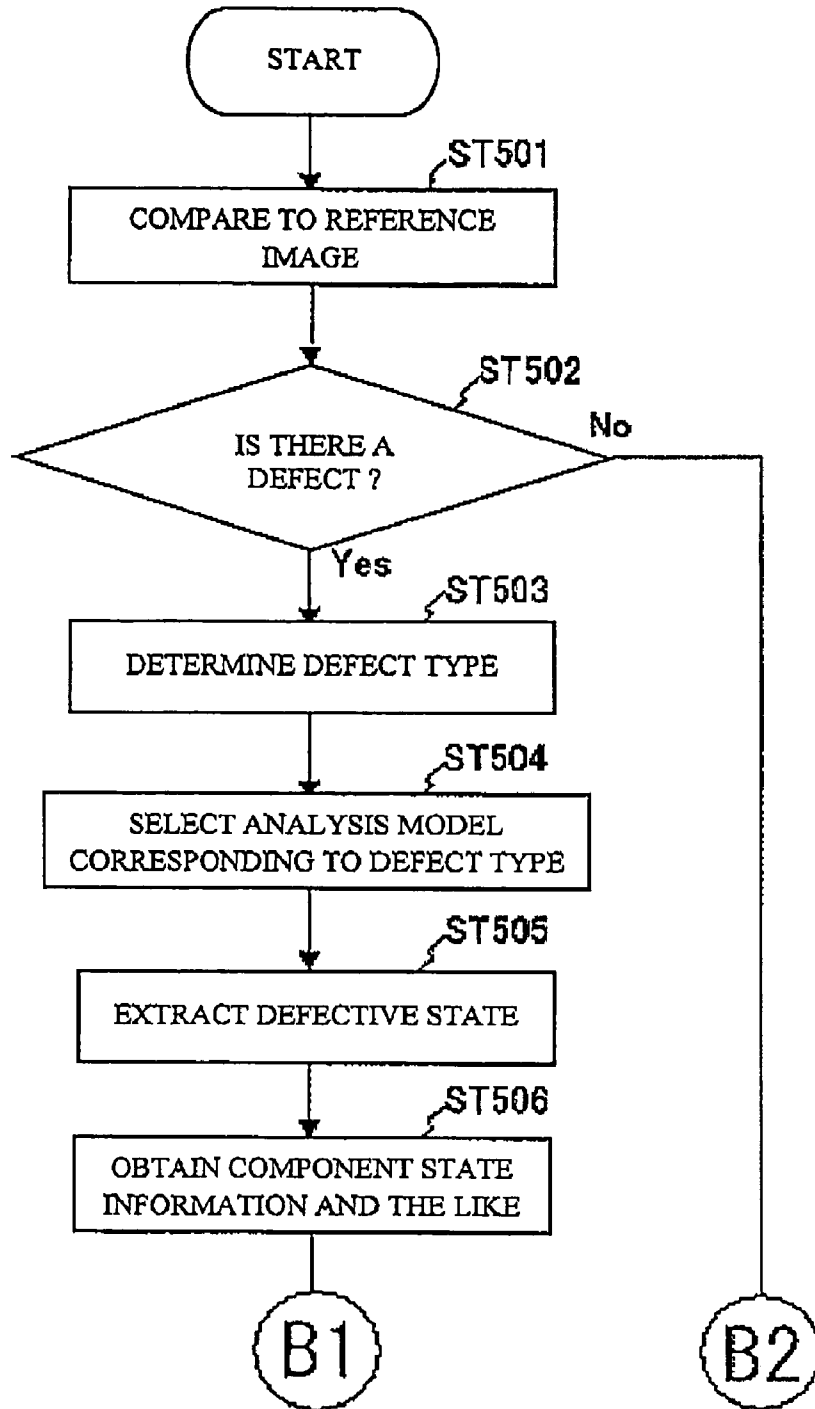 START
ST501
COMPARE TO REFERENCE
IMAGE
ST502
IS THERE A
DEFECT ?
No
Yes
ST503
DETERMINE DEFECT TYPE
ST504
SELECT ANALYSIS MODEL
CORRESPONDING TO DEFECT TYPE
ST505
EXTRACT DEFECTIVE STATE
ST506
OBTAIN COMPONENT STATE
INFORMATION AND THE LIKE
B1
B2